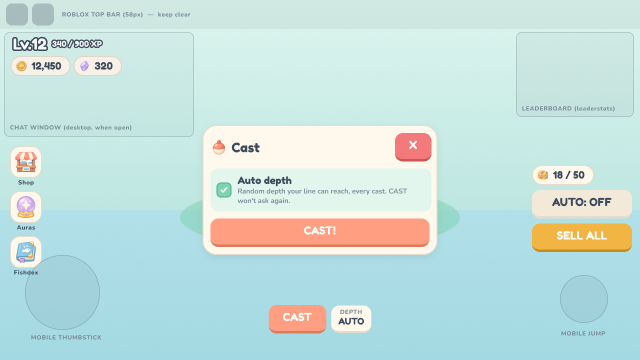 ROBLOX TOP BAR (58px) — keep clear
Lv.12 340/900 XP
12,450 320
CHAT WINDOW (desktop, when open)
LEADERBOARD (leaderstats)
Shop
Auras
Fishdex
MOBILE THUMBSTICK
Cast
X
Auto depth
Random depth your line can reach, every cast. CAST
won't ask again.
CAST!
CAST
DEPTH
AUTO
18 / 50
AUTO: OFF
SELL ALL
MOBILE JUMP